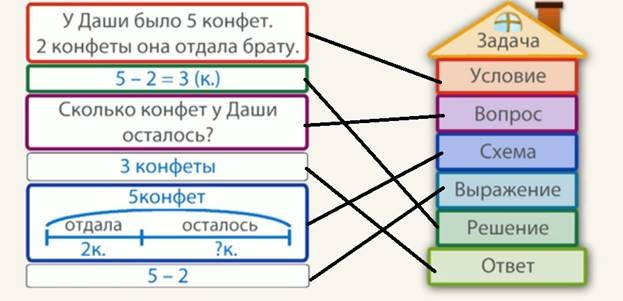 У Даши было 5 конфет.
2 конфеты она отдала брату.
5 – 2 = 3 (к.)
Сколько конфет у Даши
осталось?
3 конфеты
5конфет
отдала осталось
2к. ?к.
5 – 2
Задача
Условие
Вопрос
Схема
Выражение
Решение
Ответ